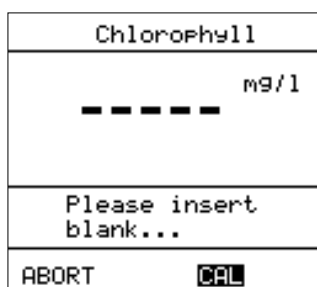 Chlorophyll
mg/l
-----
Please insert
blank...
ABORT CAL